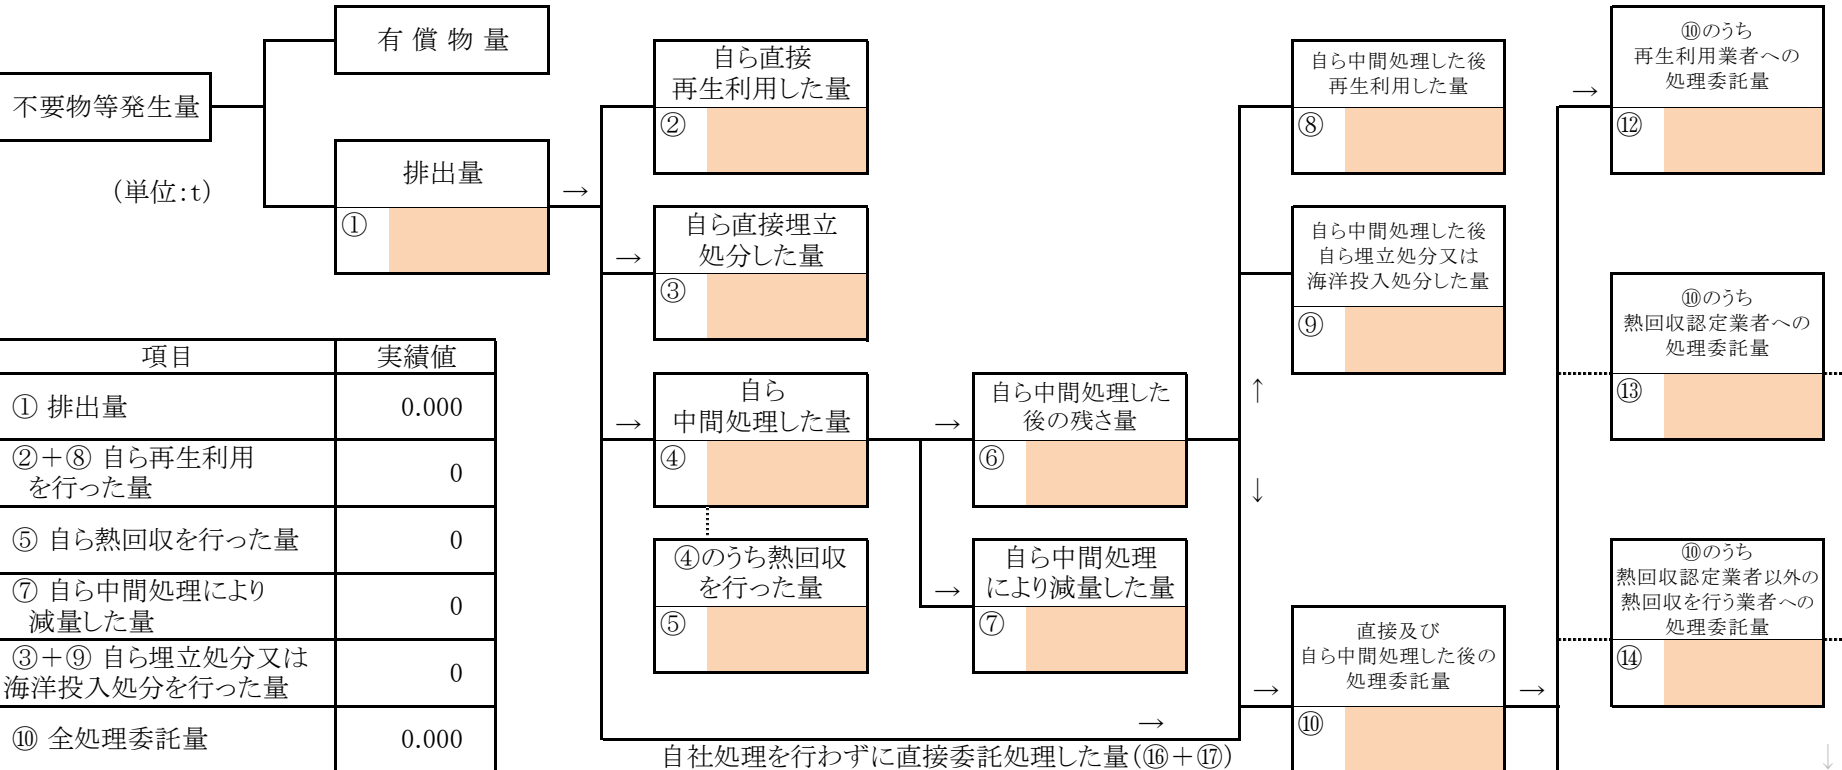 有償物量
不要物等発生量
(単位:t)
排出量
①
→
自ら直接
再生利用した量
②
→
自ら直接埋立
処分した量
③
→
自ら
中間処理した量
④
④のうち熱回収
を行った量
⑤
→
自ら中間処理した
後の残さ量
⑥
→
自ら中間処理
により減量した量
⑦
自ら中間処理した後
再生利用した量
⑧
自ら中間処理した後
自ら埋立処分又は
海洋投入処分した量
⑨
↑
↓
→
直接及び
自ら中間処理した後の
処理委託量
⑩
→
→
自社処理を行わずに直接委託処理した量(⑯+⑰)
→
⑩のうち
再生利用業者への
処理委託量
⑫
⑩のうち
熱回収認定業者への
処理委託量
⑬
⑩のうち
熱回収認定業者以外の
熱回収を行う業者への
処理委託量
⑭
↓
項目 実績値
① 排出量 0.000
②+⑧ 自ら再生利用
を行った量 0
⑤ 自ら熱回収を行った量 0
⑦ 自ら中間処理により
減量した量 0
③+⑨ 自ら埋立処分又は
海洋投入処分を行った量 0
⑩ 全処理委託量 0.000